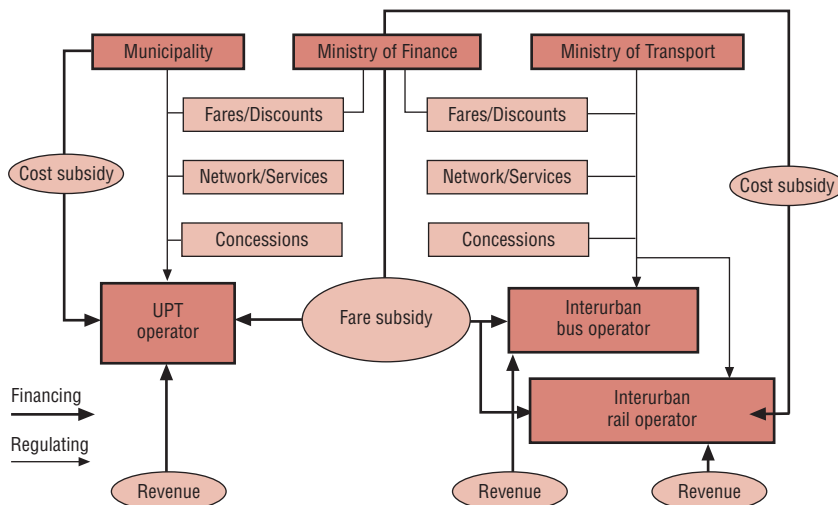 Municipality
Ministry of Finance
Ministry of Transport
Fares/Discounts
Fares/Discounts
Cost subsidy
Network/Services
Network/Services
Cost subsidy
Concessions
Concessions
UPT
operator
Fare subsidy
Interurban
bus operator
Financing
Interurban
rail operator
Regulating
Revenue
Revenue
Revenue